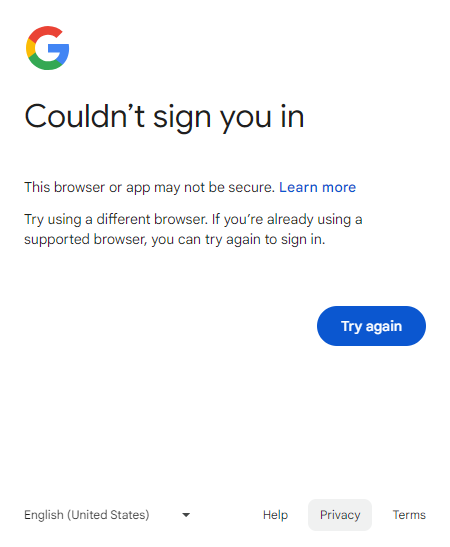 Couldn’t sign you in
This browser or app may not be secure. Learn more
Try using a different browser. If you’re already using a
supported browser, you can try again to sign in.
Try again
English (United States)
Help
Privacy
Terms